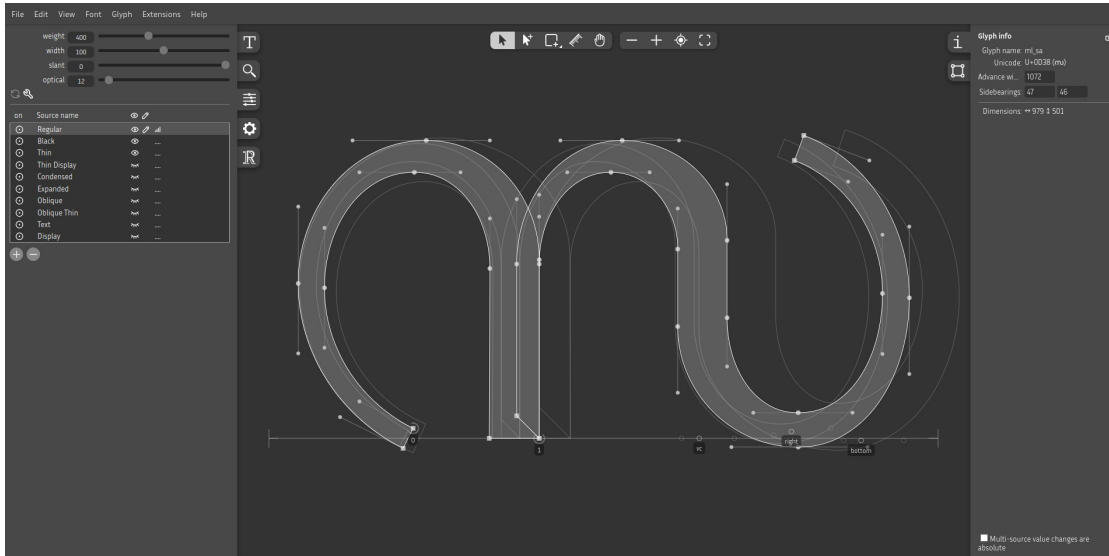 File Edit View Font Glyph Extensions Help
weight 400
width 100
slant 0
optical 12
on Source name
Regular
Black
Thin
Thin Display
Condensed
Expanded
Oblique
Oblique Thin
Text
Display
T
R
0
1
vc
right
bottom
i
Glyph info
Glyph name: ml_sa
Unicode: U+0D38 (സ)
Advance wi... 1072
Sidebearings: 47 46
Dimensions: ↔ 979 ↕ 501
Multi-source value changes are
absolute